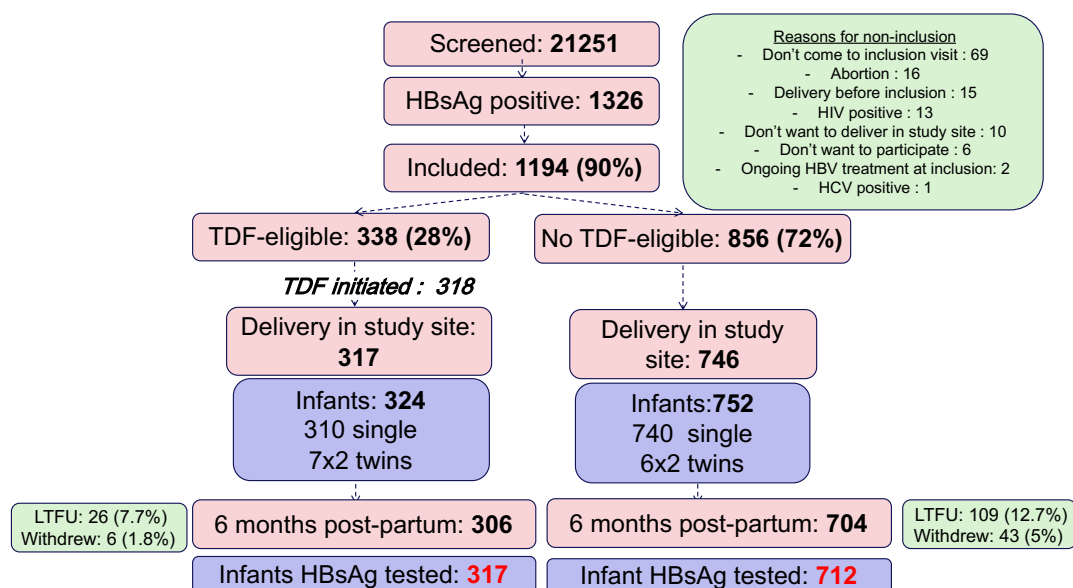 Screened: 21251
Reasons for non-inclusion
- Don't come to inclusion visit : 69
- Abortion : 16
- Delivery before inclusion : 15
- HIV positive : 13
- Don't want to deliver in study site : 10
- Don't want to participate : 6
- Ongoing HBV treatment at inclusion: 2
- HCV positive : 1
HBsAg positive: 1326
Included: 1194 (90%)
TDF-eligible: 338 (28%)
No TDF-eligible: 856 (72%)
TDF initiated : 318
Delivery in study site:
317
Delivery in study
site: 746
Infants: 324
310 single
7x2 twins
Infants:752
740 single
6x2 twins
LTFU: 26 (7.7%)
Withdrew: 6 (1.8%)
6 months post-partum: 306
6 months post-partum: 704
LTFU: 109 (12.7%)
Withdrew: 43 (5%)
Infants HBsAg tested: 317
Infant HBsAg tested: 712